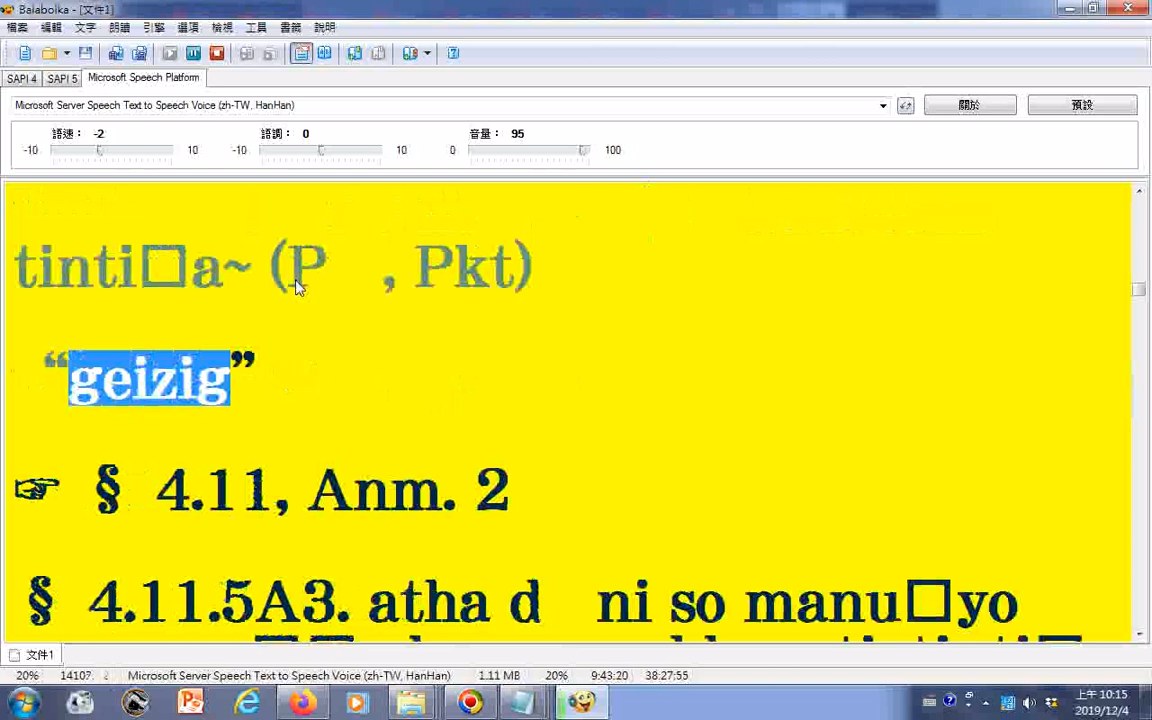 Balabolka - [文件1]
檔案 編輯 文字 朗讀 引擎 選項 檢視 工具 書籤 說明
SAPI 4 SAPI 5 Microsoft Speech Platform
Microsoft Server Speech Text to Speech Voice (zh-TW, HanHan) 關於 預設
語速： -2 語調： 0 音量： 95
-10 10 -10 10 0 100
tinti□a~ (P , Pkt)
“geizig”
☞ § 4.11, Anm. 2
§ 4.11.5A3. atha d ni so manu□yo
文件1
20% 14107 Microsoft Server Speech Text to Speech Voice (zh-TW, HanHan) 1.11 MB 20% 9:43:20 38:27:55
上午 10:15
2019/12/4